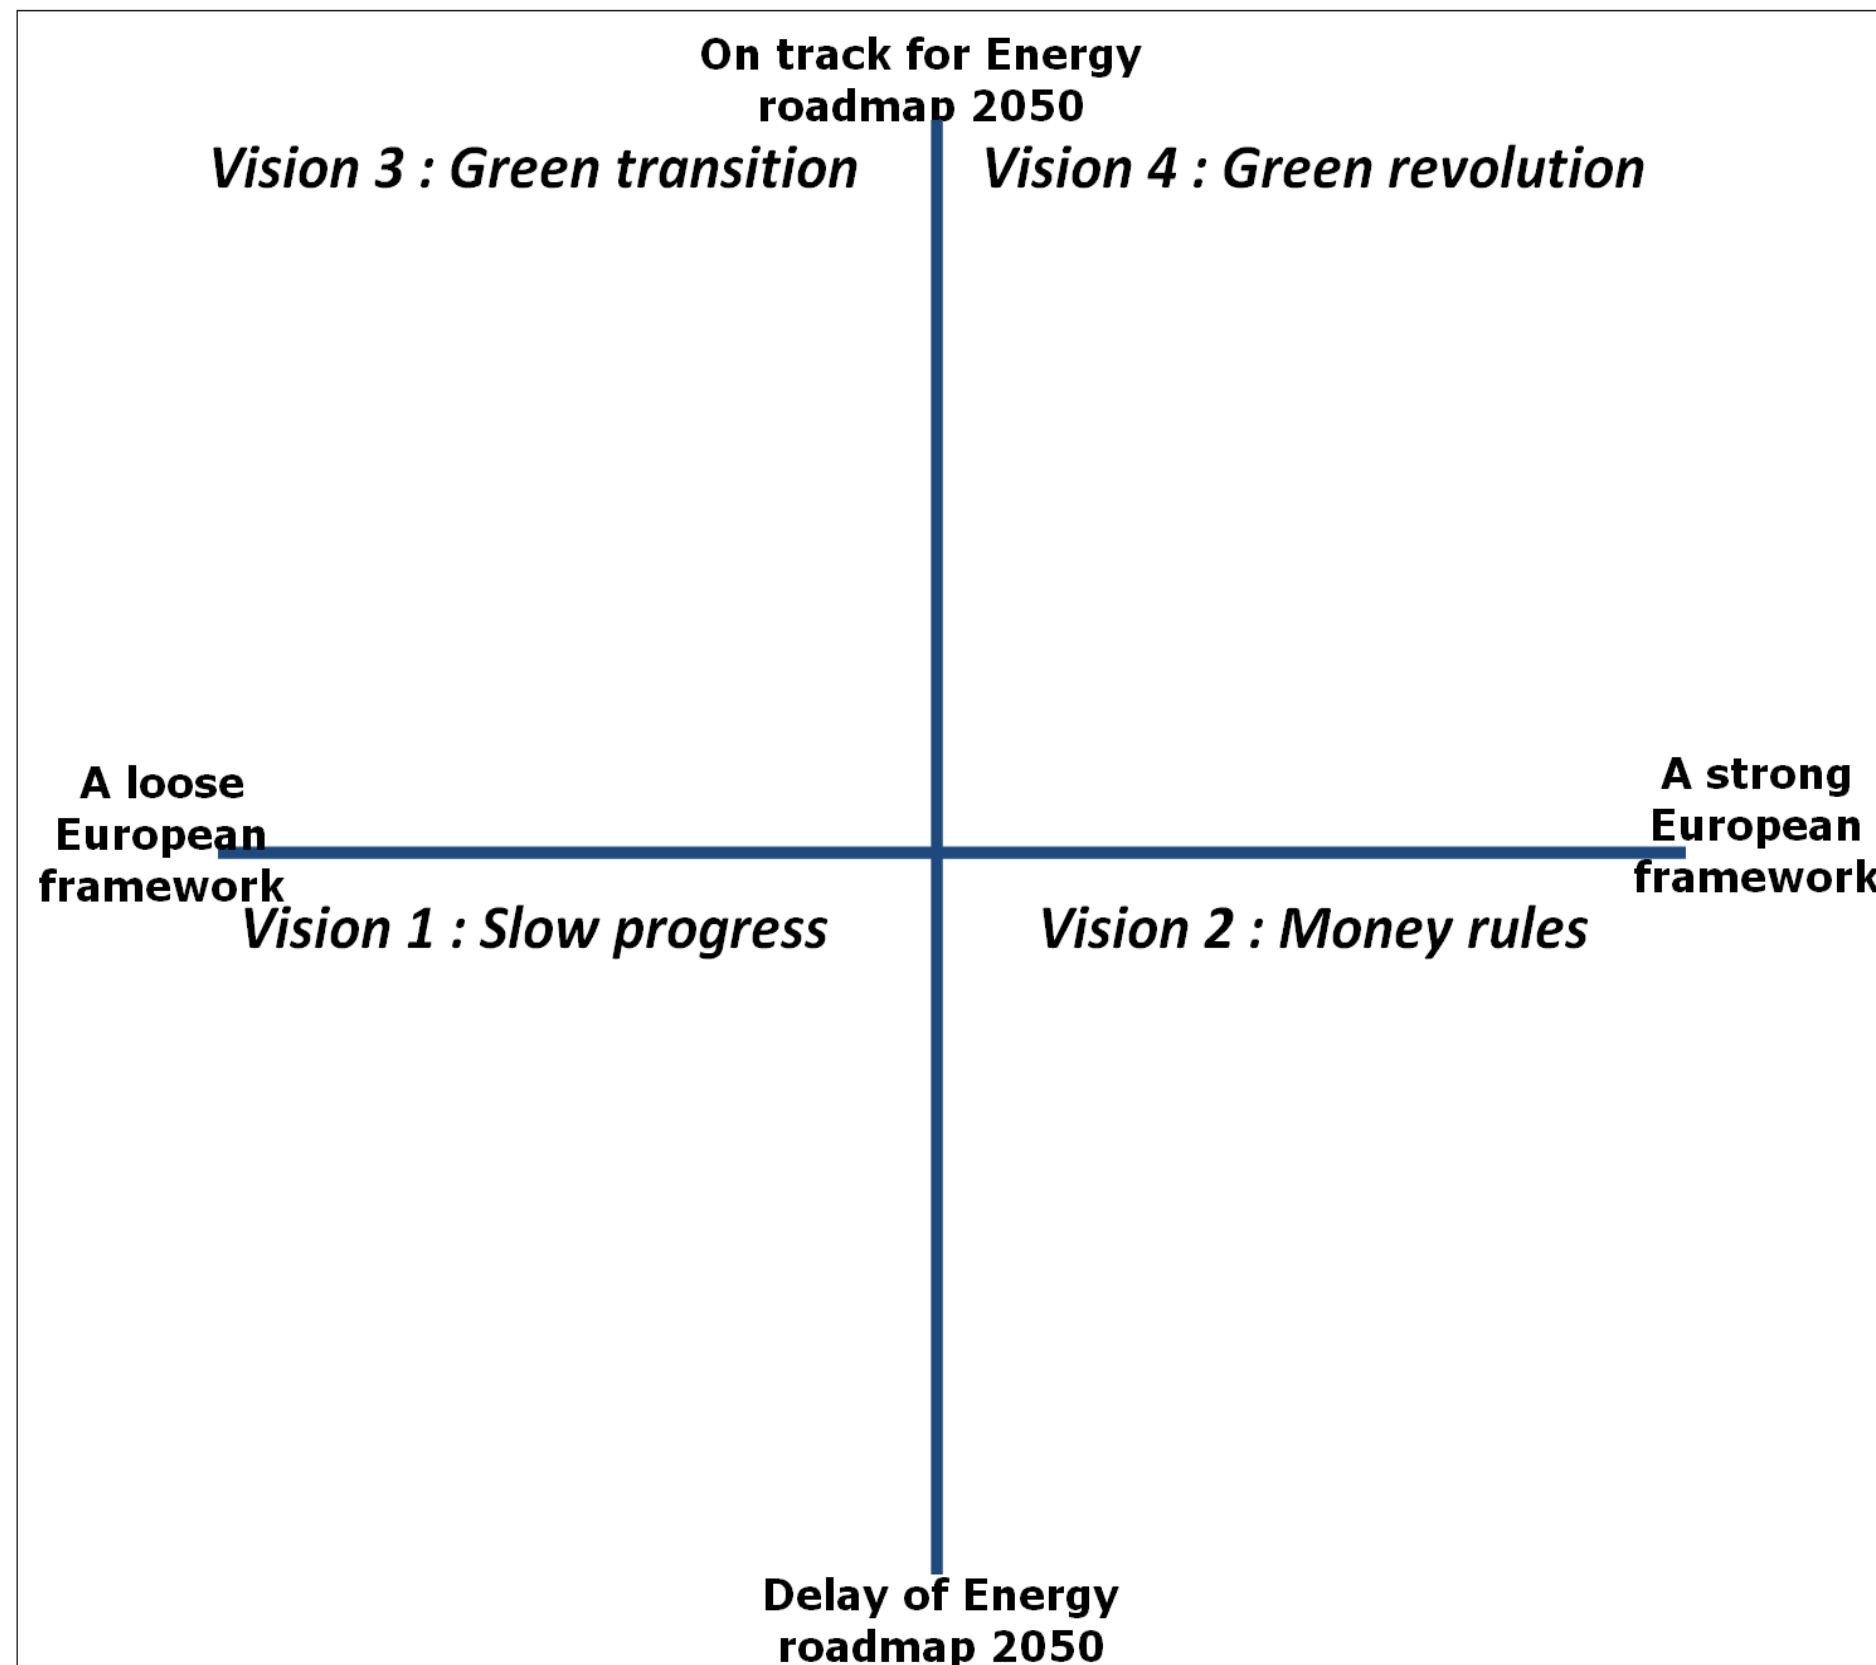 On track for Energy
roadmap 2050
Vision 3 : Green transition
Vision 4 : Green revolution
A loose
European
framework
A strong
European
framework
Vision 1 : Slow progress
Vision 2 : Money rules
Delay of Energy
roadmap 2050